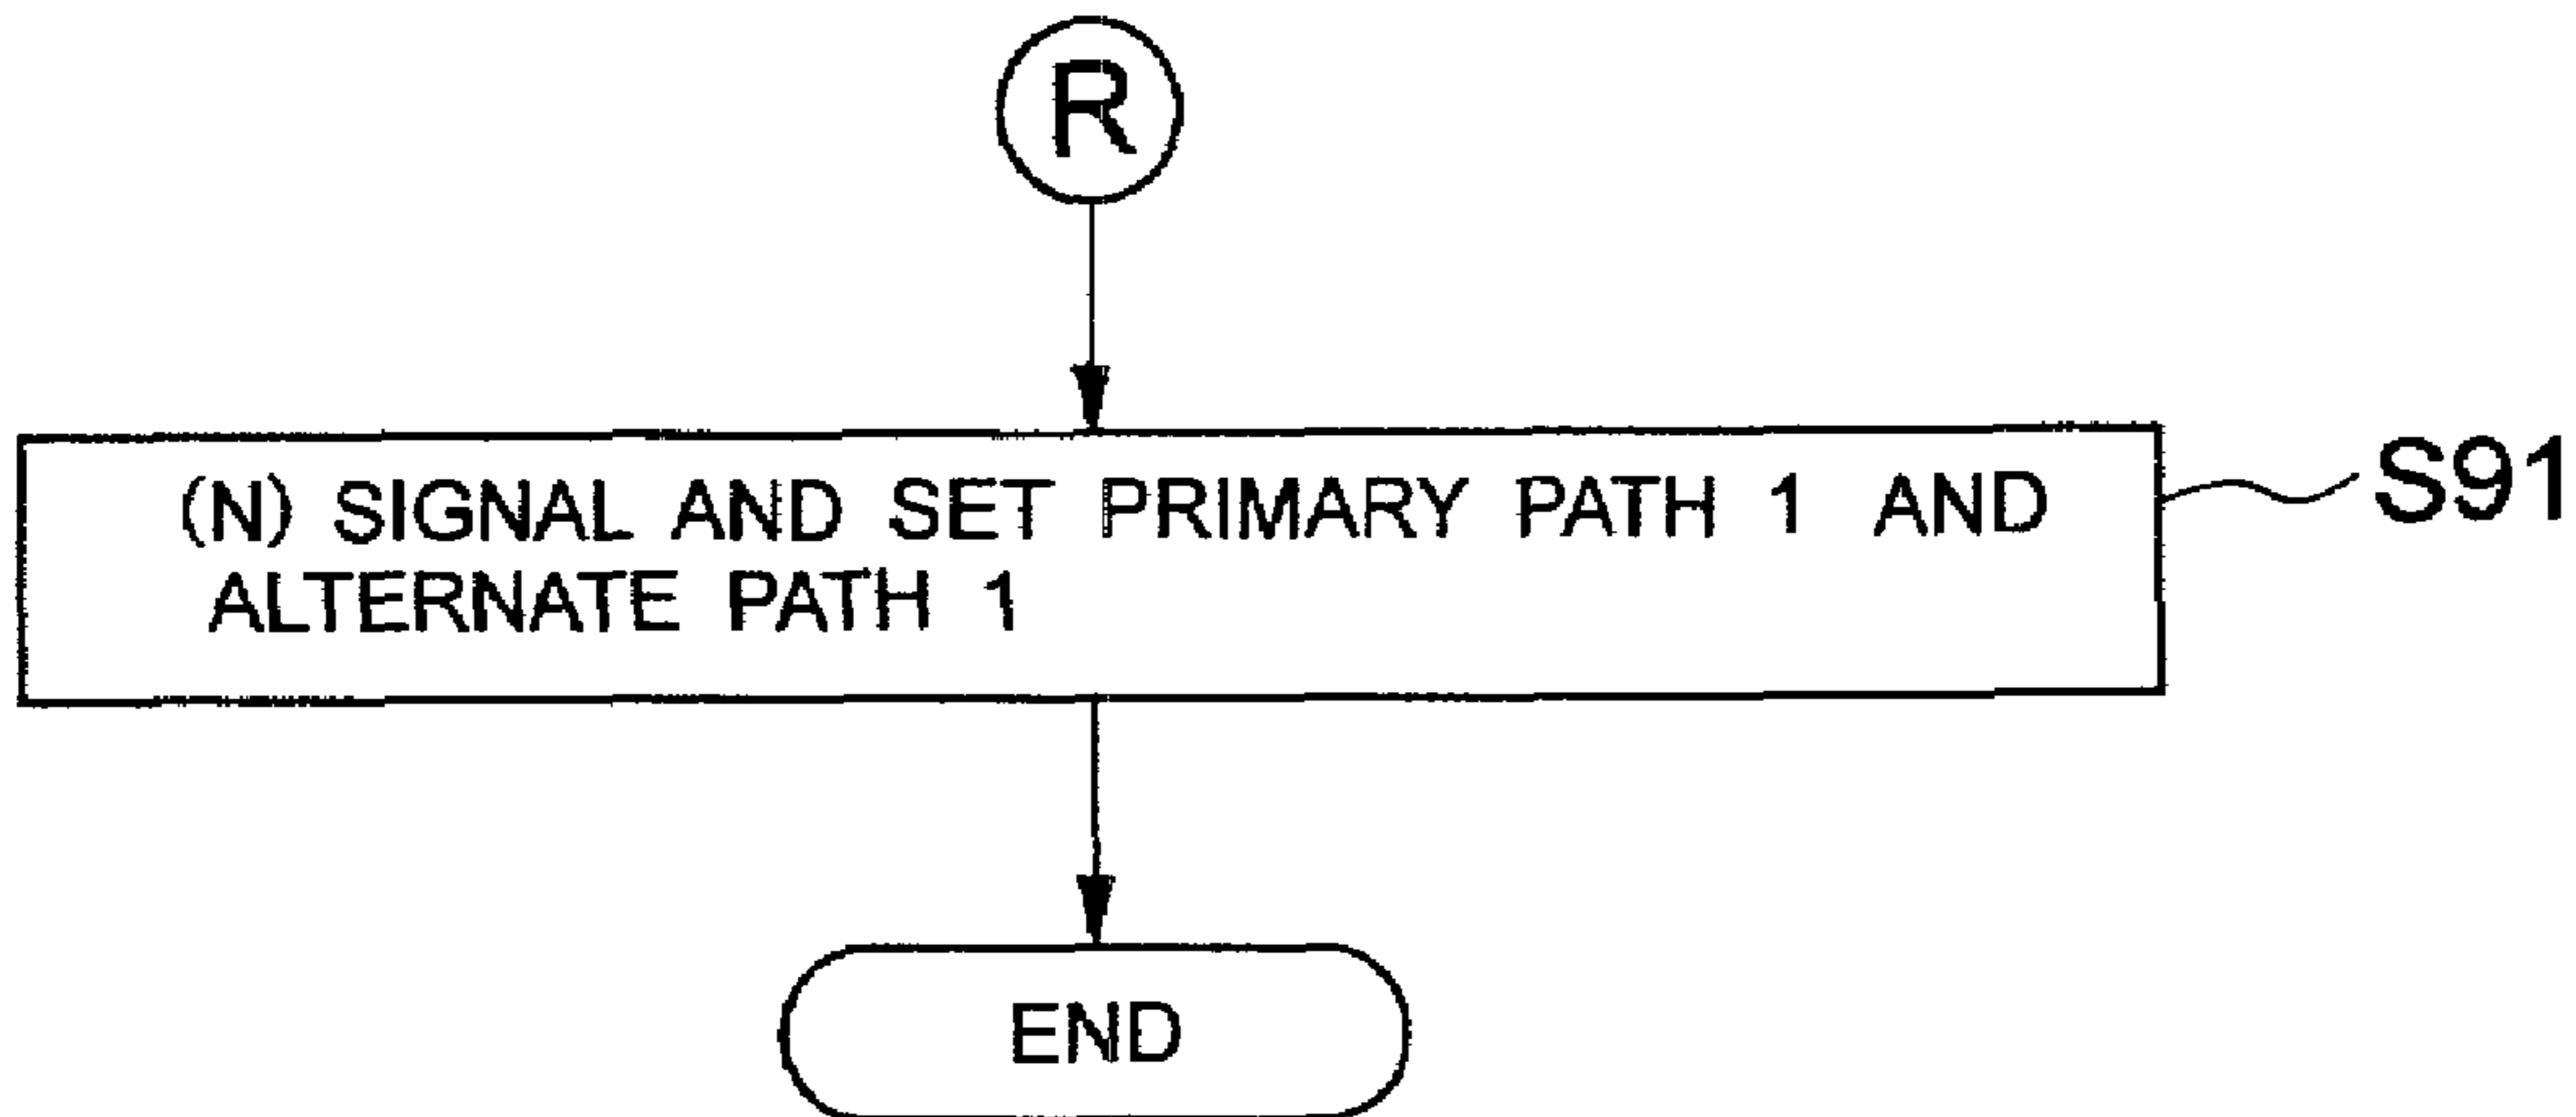 R
(N) SIGNAL AND SET PRIMARY PATH 1 AND
ALTERNATE PATH 1
S91
END